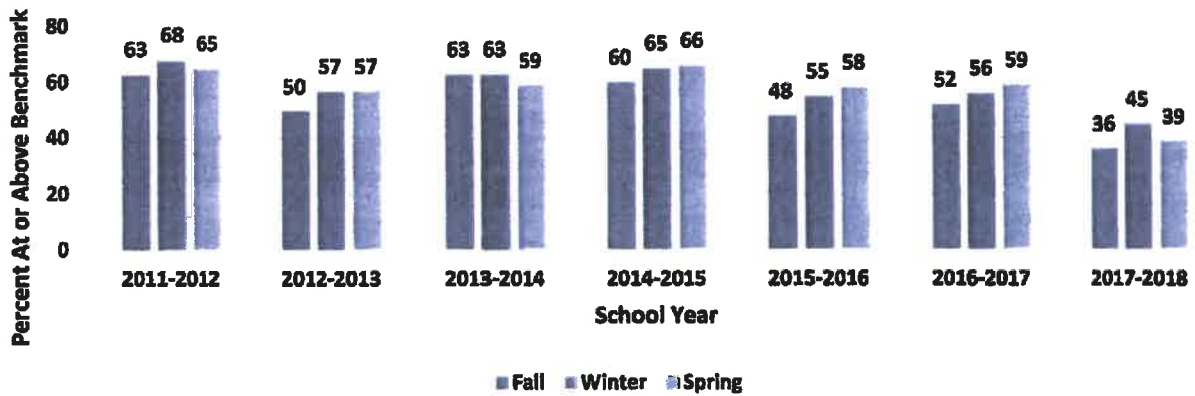 Percent At or Above Benchmark
80
60
40
20
0
63 68 65
50 57 57
63 63 59
60 65 66
48 55 58
52 56 59
36 45 39
2011-2012 2012-2013 2013-2014 2014-2015 2015-2016 2016-2017 2017-2018
School Year
Fall Winter Spring